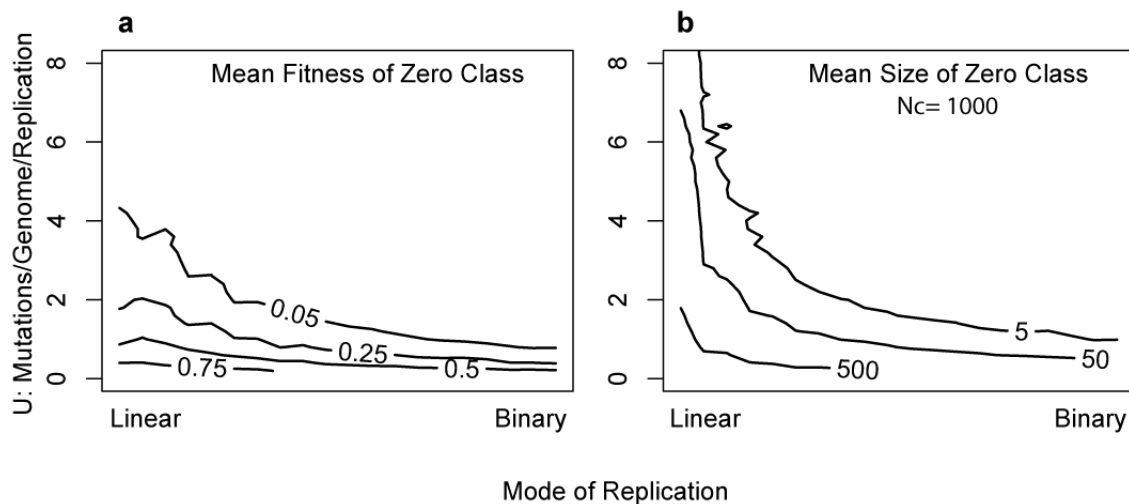 a
b
Mean Fitness of Zero Class
Mean Size of Zero Class
Nc= 1000
U: Mutations/Genome/Replication
8
6
4
2
0
0.05
0.25
0.5
0.75
Linear
Binary
8
6
4
2
0
5
50
500
Linear
Binary
Mode of Replication